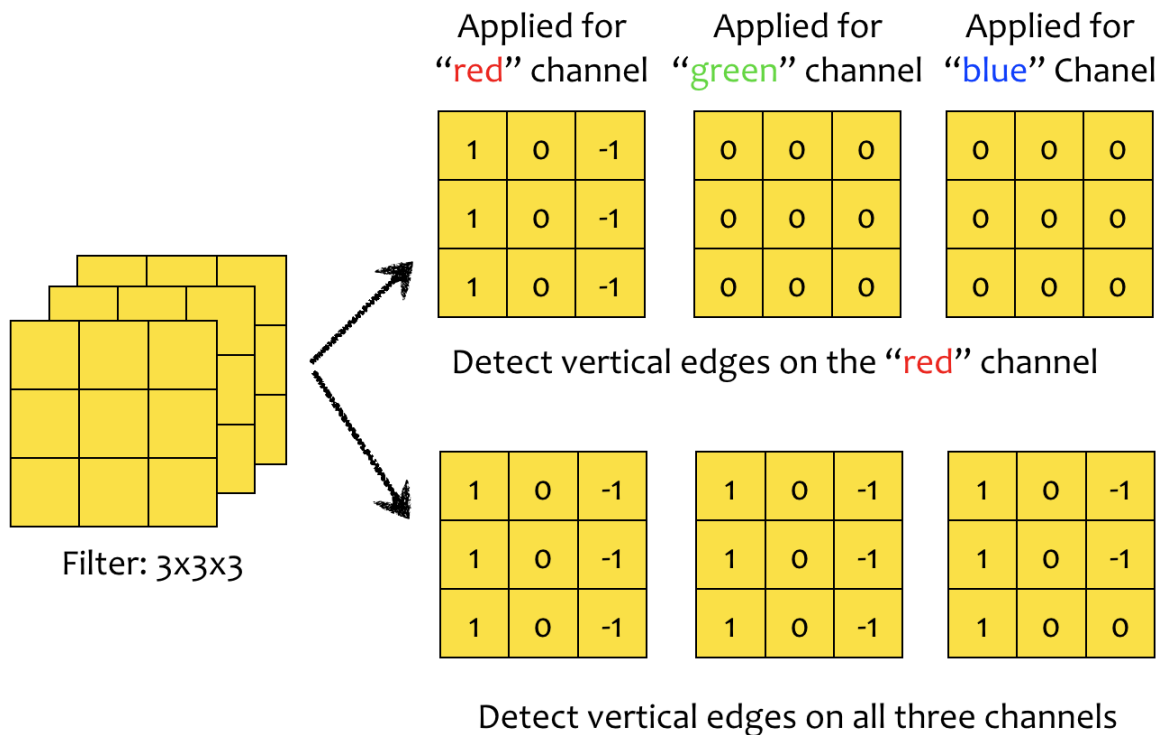 Applied for
“red” channel
Applied for
“green” channel
Applied for
“blue” Chanel
1 0 -1
1 0 -1
1 0 -1
0 0 0
0 0 0
0 0 0
0 0 0
0 0 0
0 0 0
Detect vertical edges on the “red” channel
Filter: 3x3x3
1 0 -1
1 0 -1
1 0 -1
1 0 -1
1 0 -1
1 0 -1
1 0 -1
1 0 -1
1 0 0
Detect vertical edges on all three channels